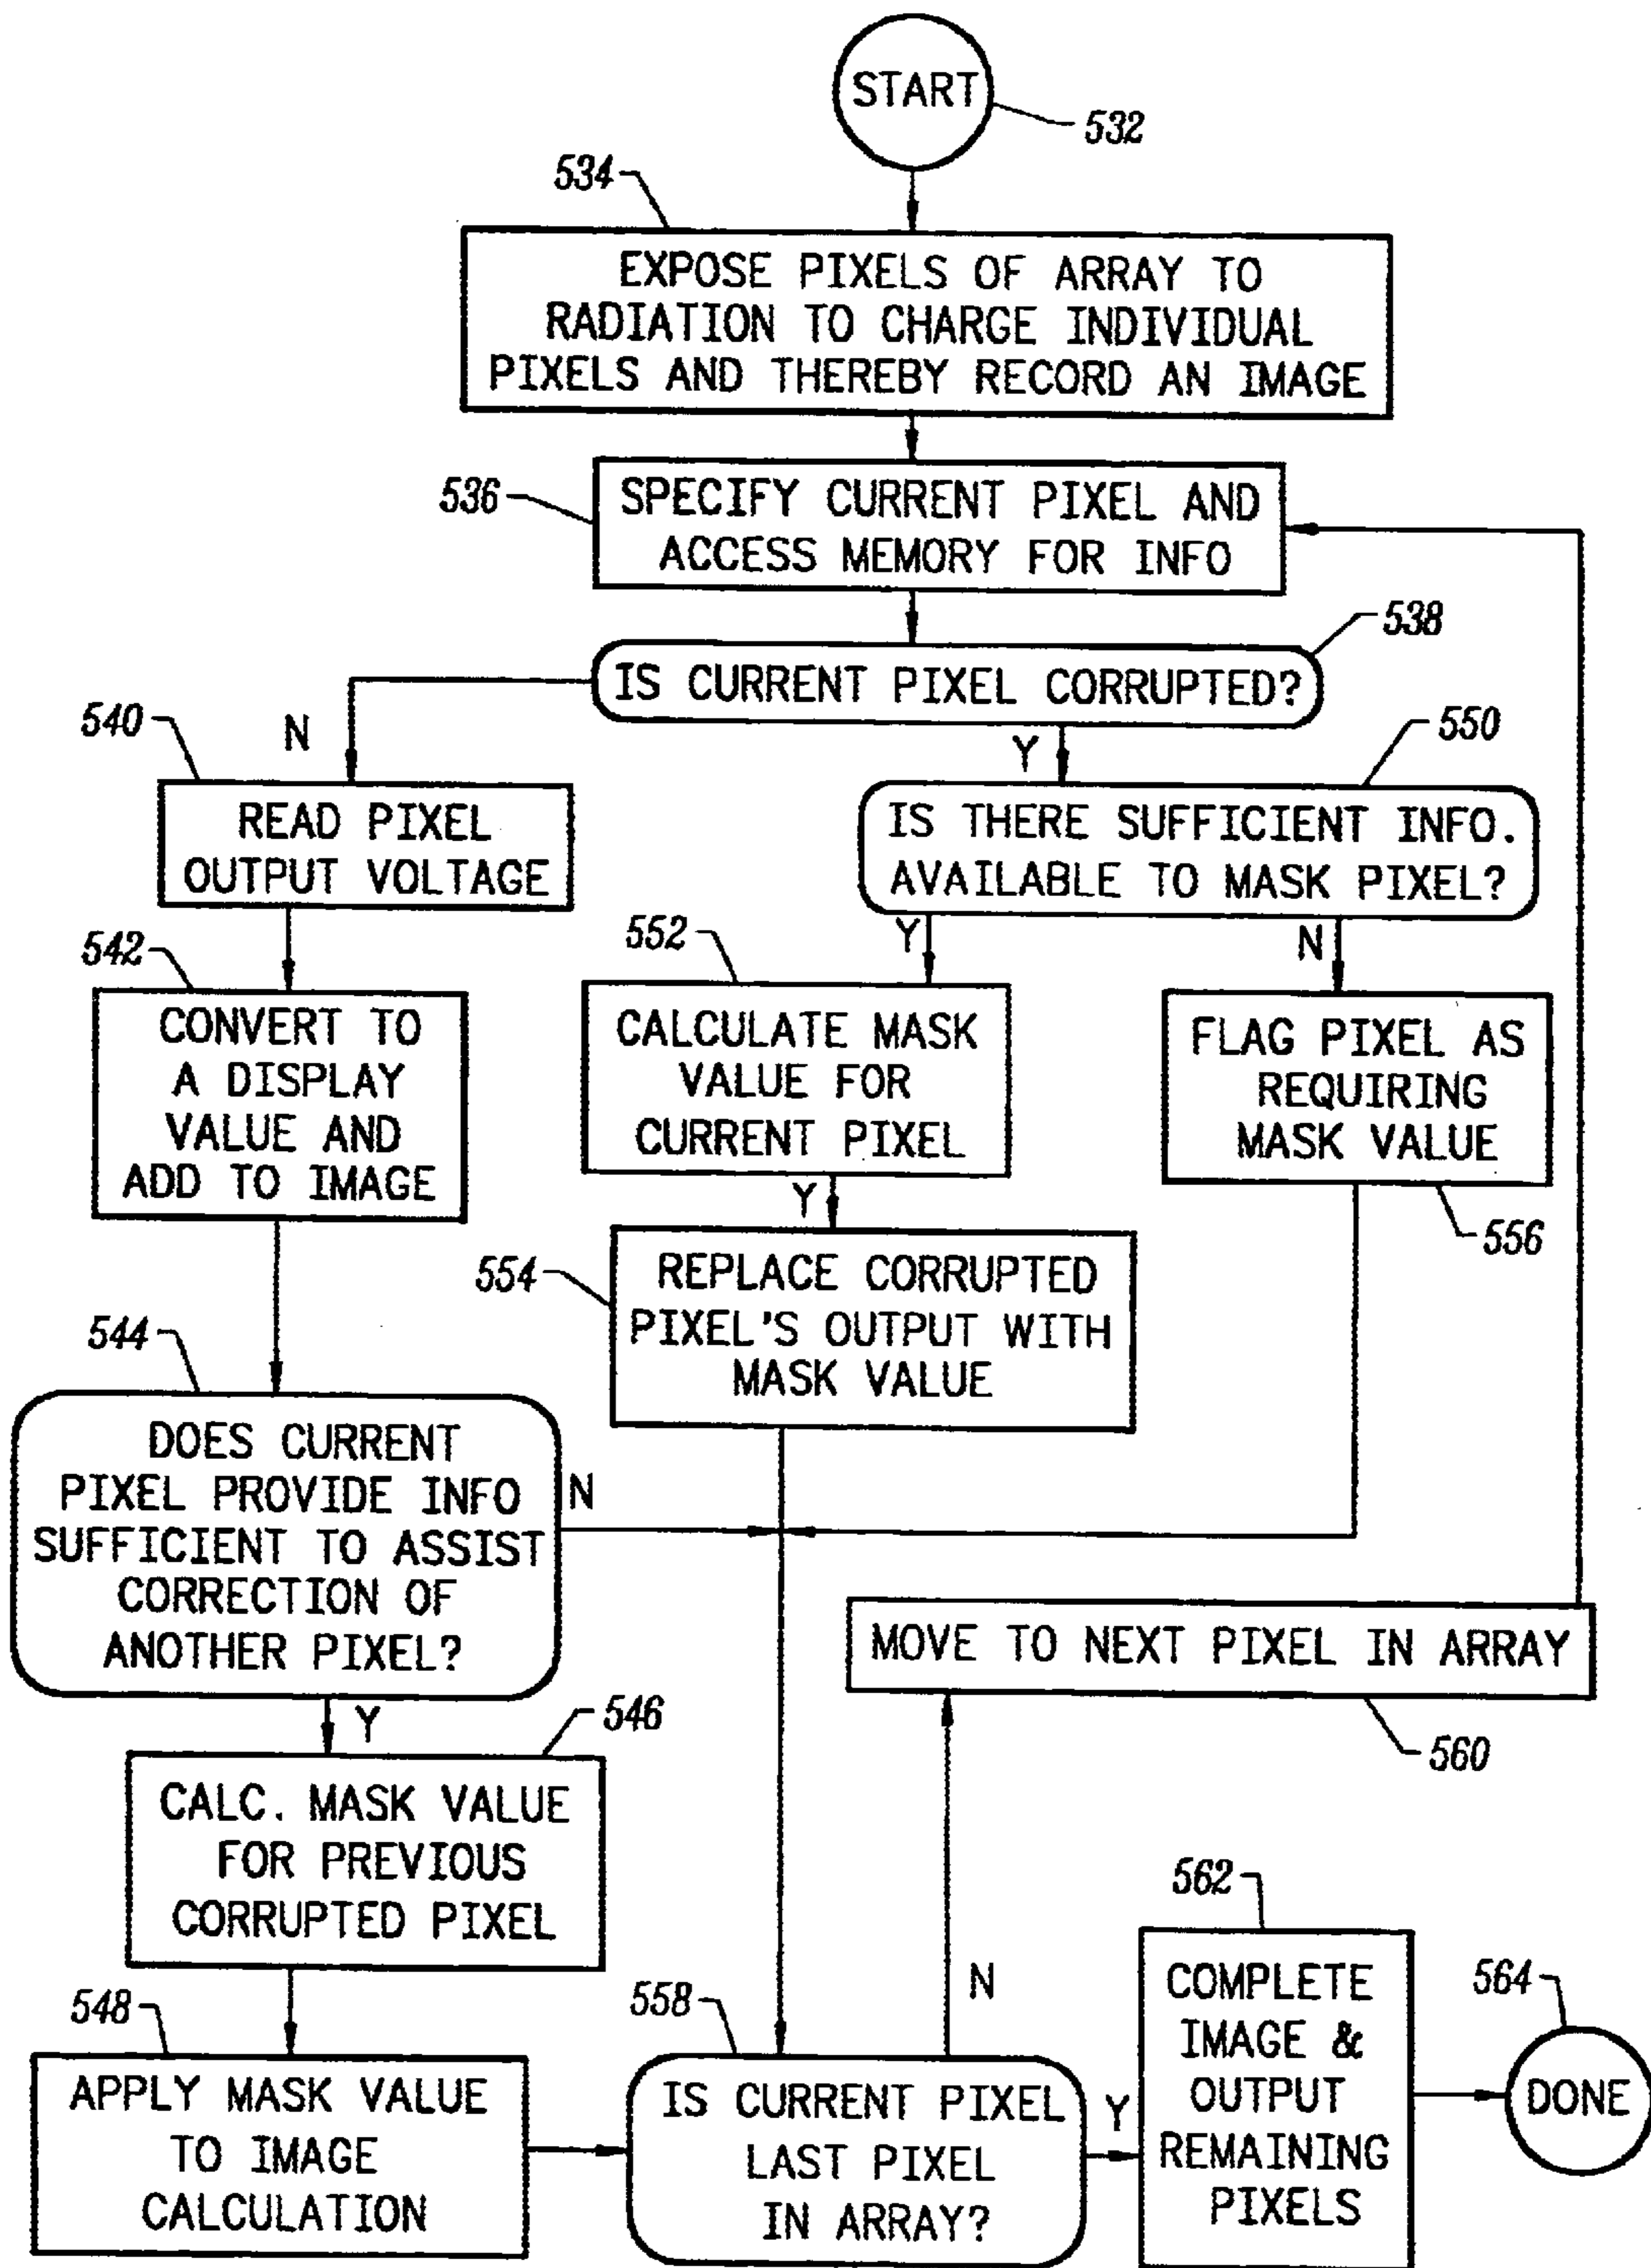 START
532
534
EXPOSE PIXELS OF ARRAY TO
RADIATION TO CHARGE INDIVIDUAL
PIXELS AND THEREBY RECORD AN IMAGE
536
SPECIFY CURRENT PIXEL AND
ACCESS MEMORY FOR INFO
538
IS CURRENT PIXEL CORRUPTED?
N
Y
540
READ PIXEL
OUTPUT VOLTAGE
550
IS THERE SUFFICIENT INFO.
AVAILABLE TO MASK PIXEL?
Y
N
542
CONVERT TO
A DISPLAY
VALUE AND
ADD TO IMAGE
552
CALCULATE MASK
VALUE FOR
CURRENT PIXEL
Y
FLAG PIXEL AS
REQUIRING
MASK VALUE
556
554
REPLACE CORRUPTED
PIXEL'S OUTPUT WITH
MASK VALUE
544
DOES CURRENT
PIXEL PROVIDE INFO
SUFFICIENT TO ASSIST
CORRECTION OF
ANOTHER PIXEL?
N
Y
MOVE TO NEXT PIXEL IN ARRAY
560
546
CALC. MASK VALUE
FOR PREVIOUS
CORRUPTED PIXEL
548
APPLY MASK VALUE
TO IMAGE
CALCULATION
558
IS CURRENT PIXEL
LAST PIXEL
IN ARRAY?
N
Y
562
COMPLETE
IMAGE &
OUTPUT
REMAINING
PIXELS
564
DONE